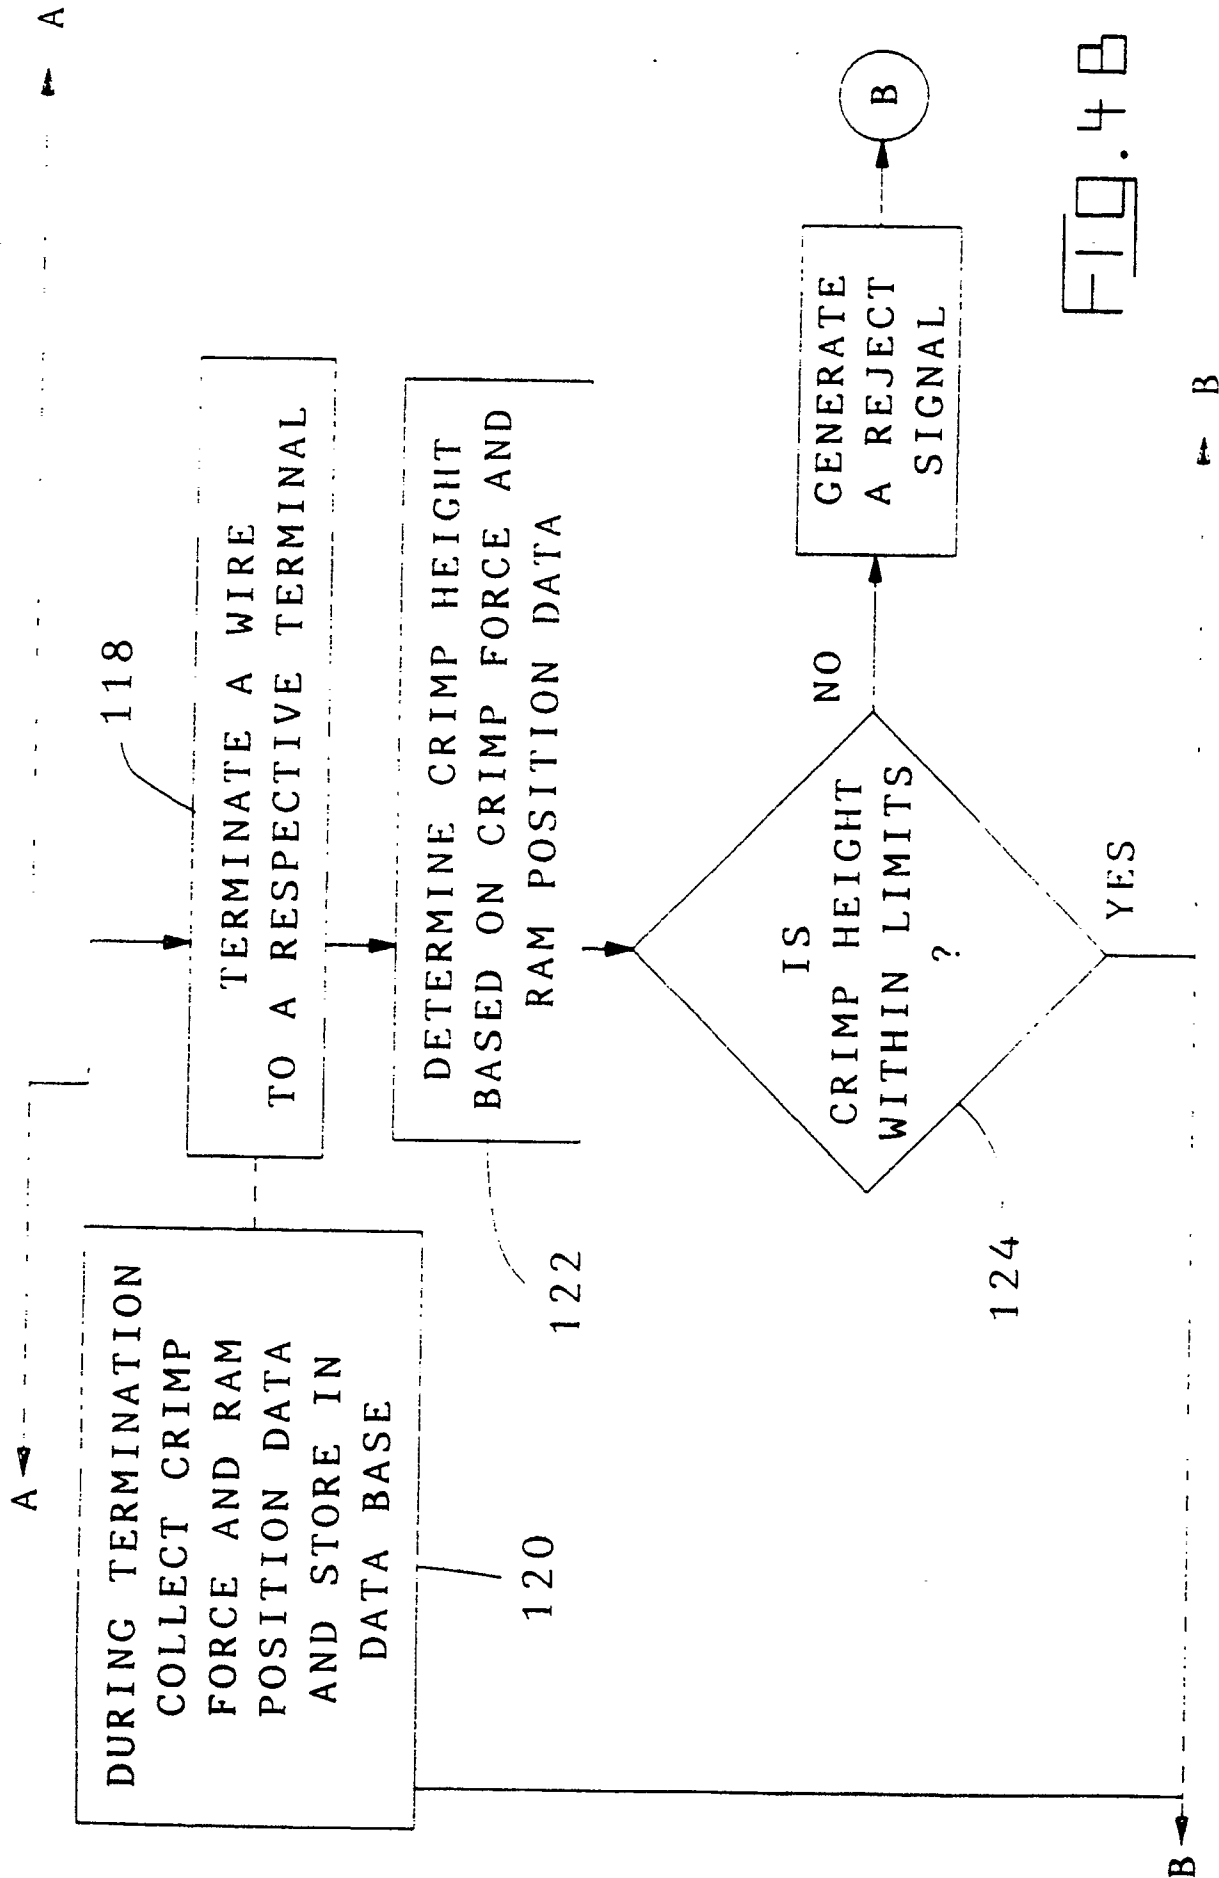 A
A
118
TERMINATE A WIRE
TO A RESPECTIVE TERMINAL
DURING TERMINATION
COLLECT CRIMP
FORCE AND RAM
POSITION DATA
AND STORE IN
DATA BASE
120
DETERMINE CRIMP HEIGHT
BASED ON CRIMP FORCE AND
RAM POSITION DATA
122
IS
CRIMP HEIGHT
WITHIN LIMITS
?
124
NO
GENERATE
A REJECT
SIGNAL
B
YES
B
B
FIG. 4B